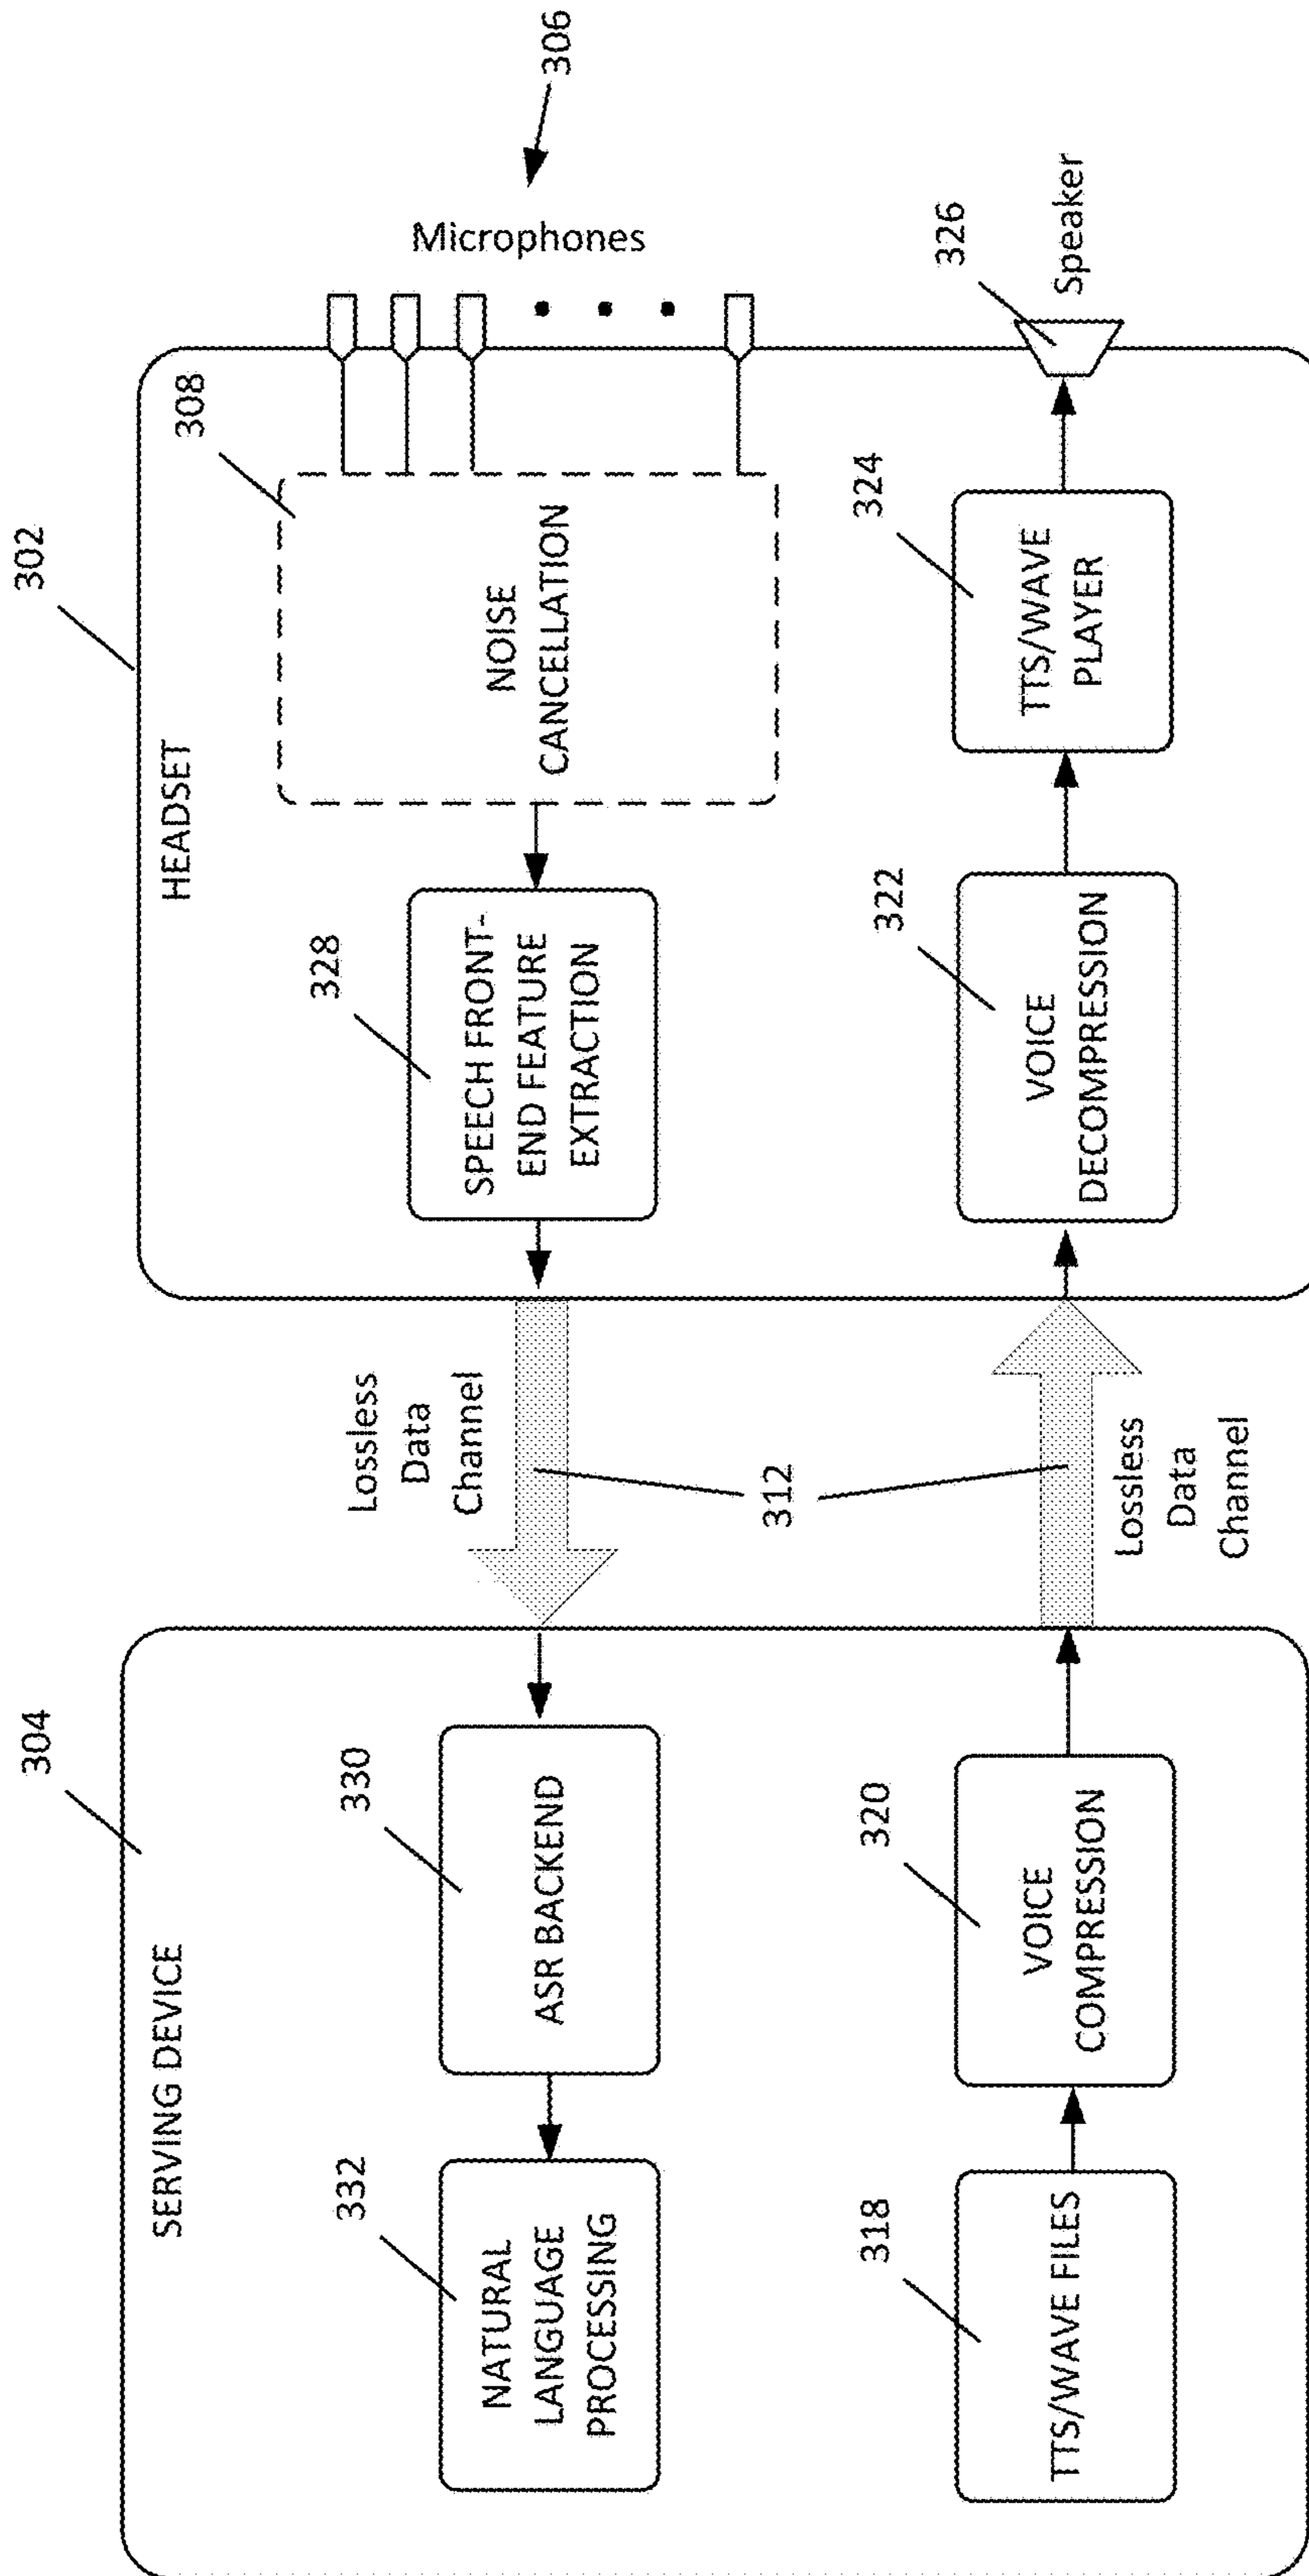 304
SERVING DEVICE
332
NATURAL
LANGUAGE
PROCESSING
330
ASR BACKEND
318
TTS/WAVE FILES
320
VOICE
COMPRESSION
Lossless
Data
Channel
312
Lossless
Data
Channel
302
HEADSET
328
SPEECH FRONT-
END FEATURE
EXTRACTION
308
NOISE
CANCELLATION
322
VOICE
DECOMPRESSION
324
TTS/WAVE
PLAYER
306
Microphones
326
Speaker